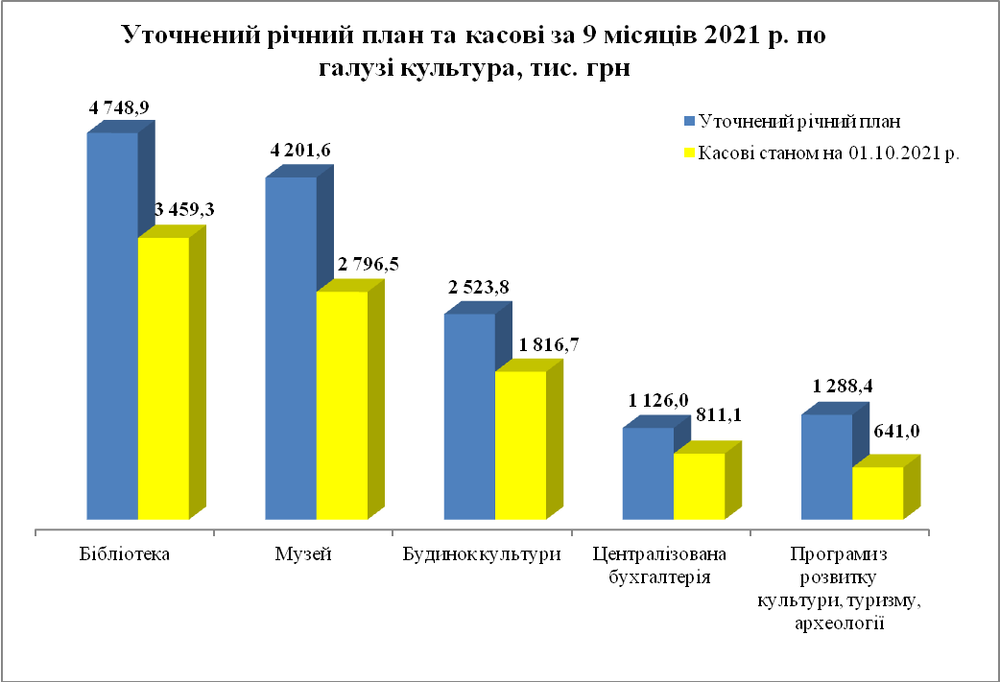 Уточнений річний план та касові за 9 місяців 2021 р. по
галузі культура, тис. грн
Уточнений річний план
Касові станом на 01.10.2021 р.
4 748,9
3 459,3
4 201,6
2 796,5
2 523,8
1 816,7
1 126,0
811,1
1 288,4
641,0
Бібліотека
Музей
Будинок культури
Централізована
бухгалтерія
Програми з
розвитку
культури, туризму,
археології